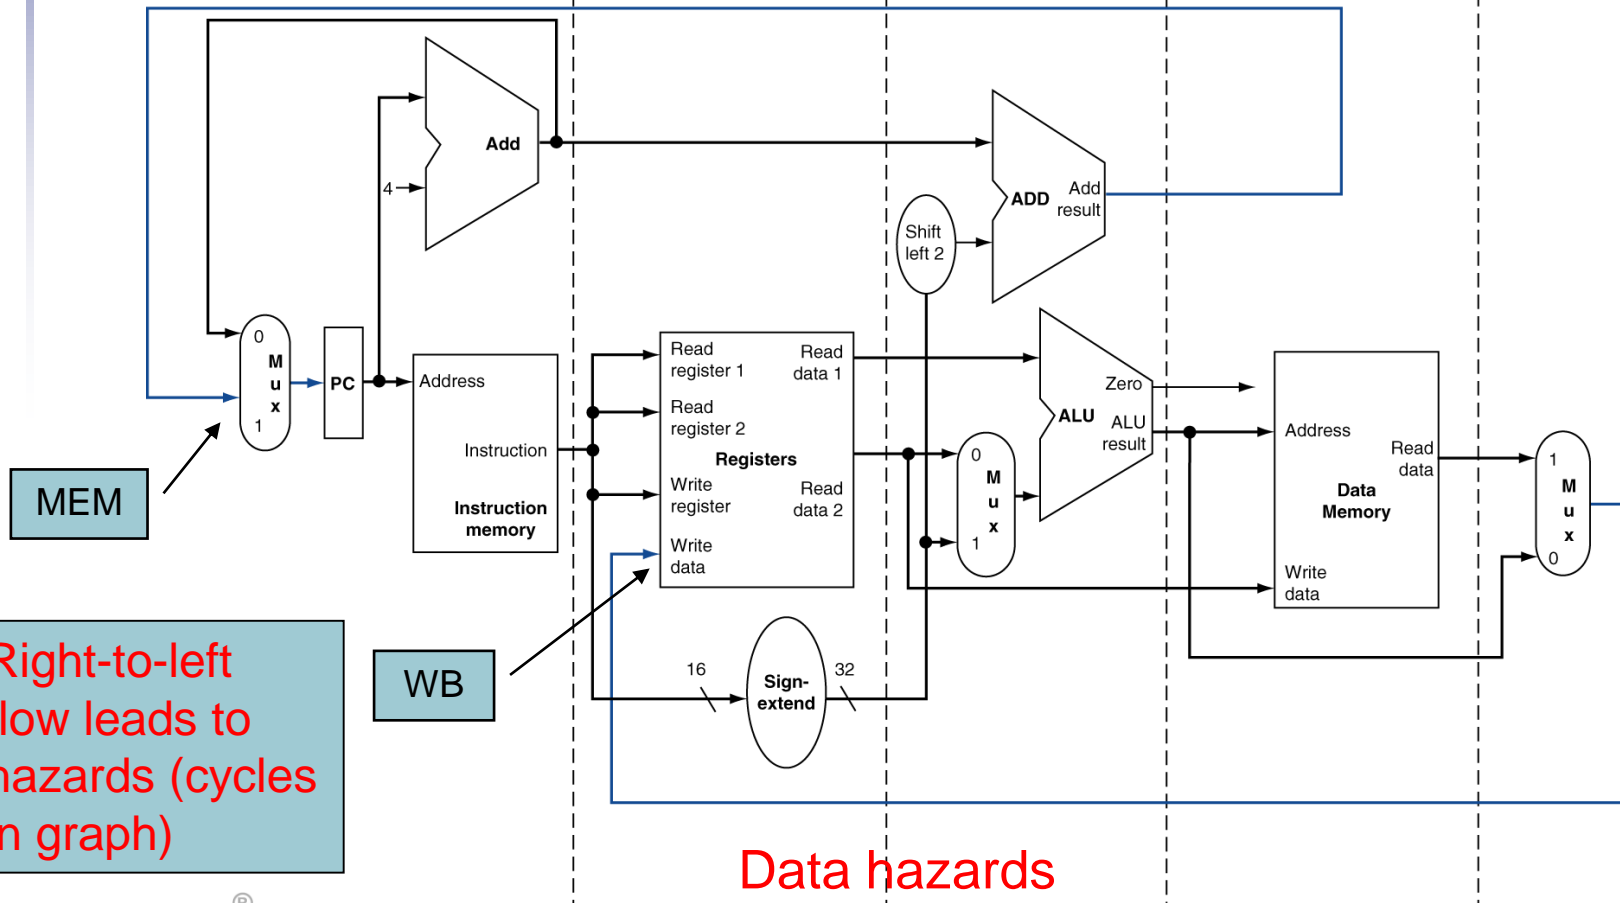 Add
4
ADD
Add
result
Shift
left 2
0
M
u
x
1
PC
Address
Instruction
Instruction
memory
Read
register 1
Read
data 1
Read
register 2
Registers
Write
register
Read
data 2
Write
data
0
M
u
x
1
Zero
ALU
ALU
result
Address
Read
data
Data
Memory
Write
data
1
M
u
x
0
MEM
WB
16
Sign-
extend
32
Right-to-left
low leads to
hazards (cycles
n graph)
Data hazards
®